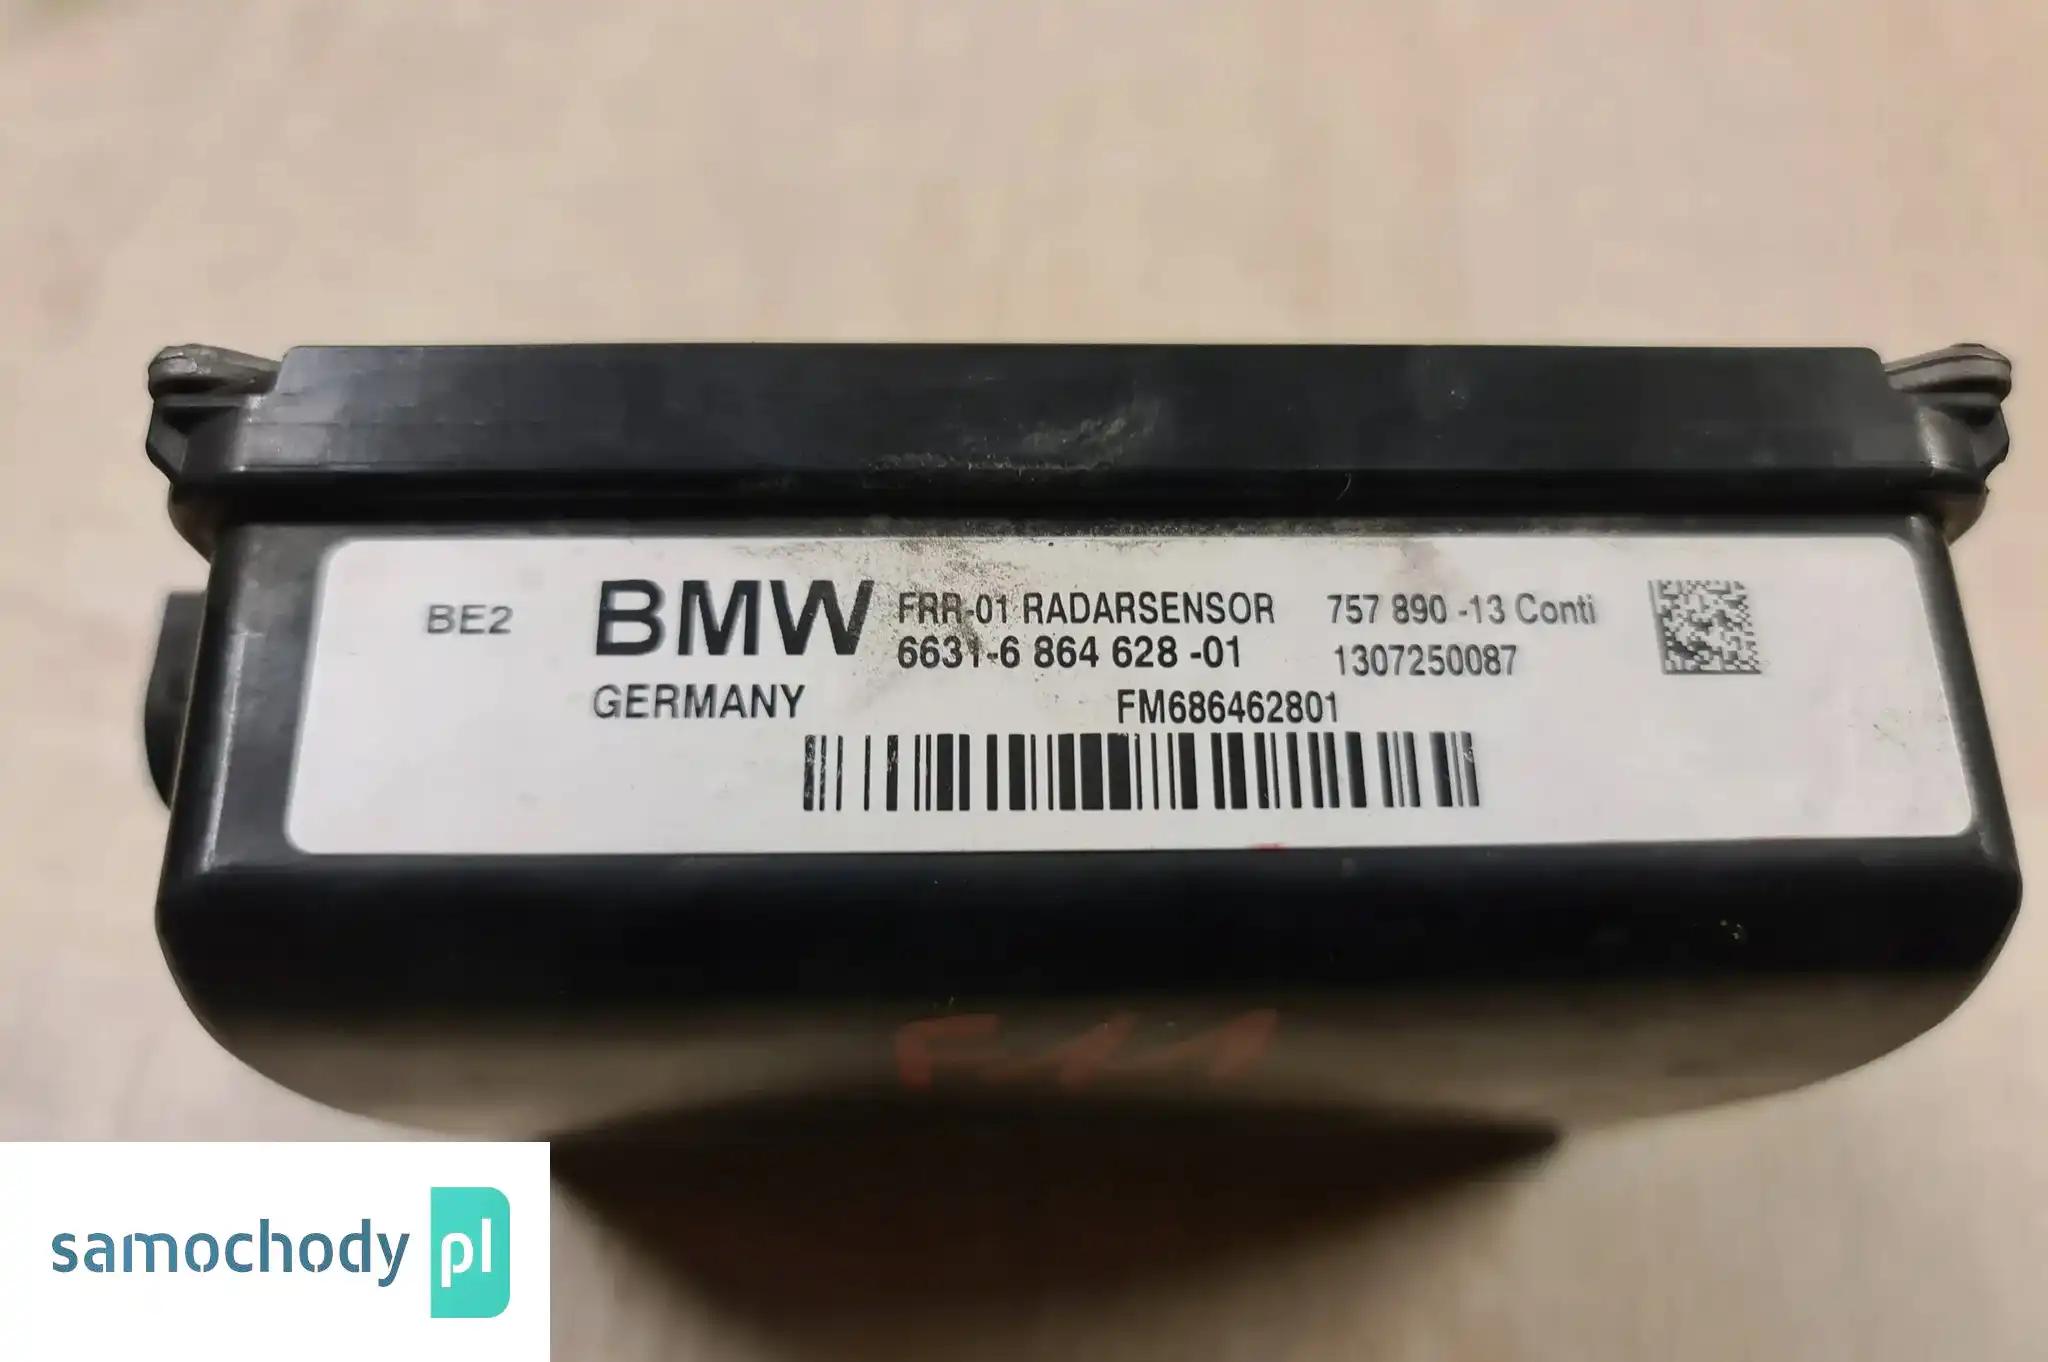 BE2 BMW FRR-01 RADARSENSOR 757 890 -13 Conti
6631-6 864 628 -01 1307250087
GERMANY FM686462801
F11
samochody pl